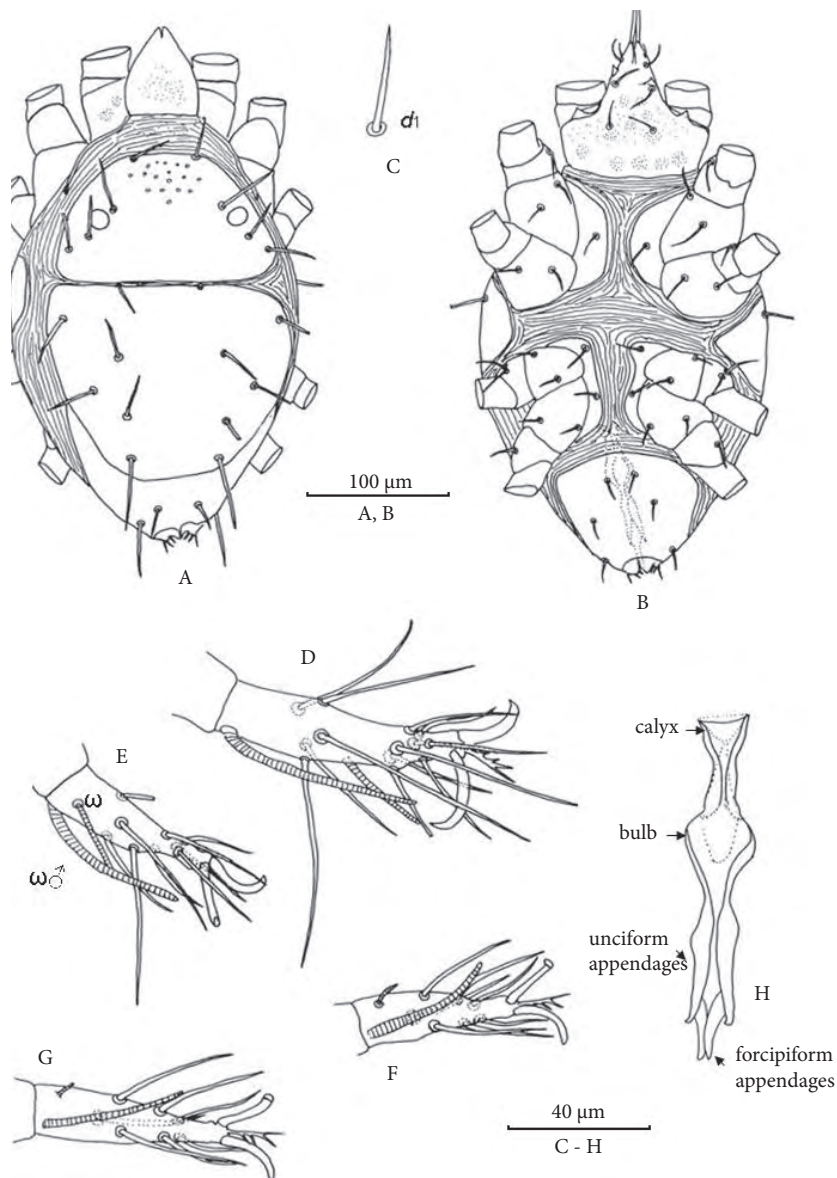 d1
C
100 µm
A, B
A
B
D
E
ω
ω♂
calyx
bulb
unciform
appendages
H
F
forcipiform
appendages
G
40 µm
C - H